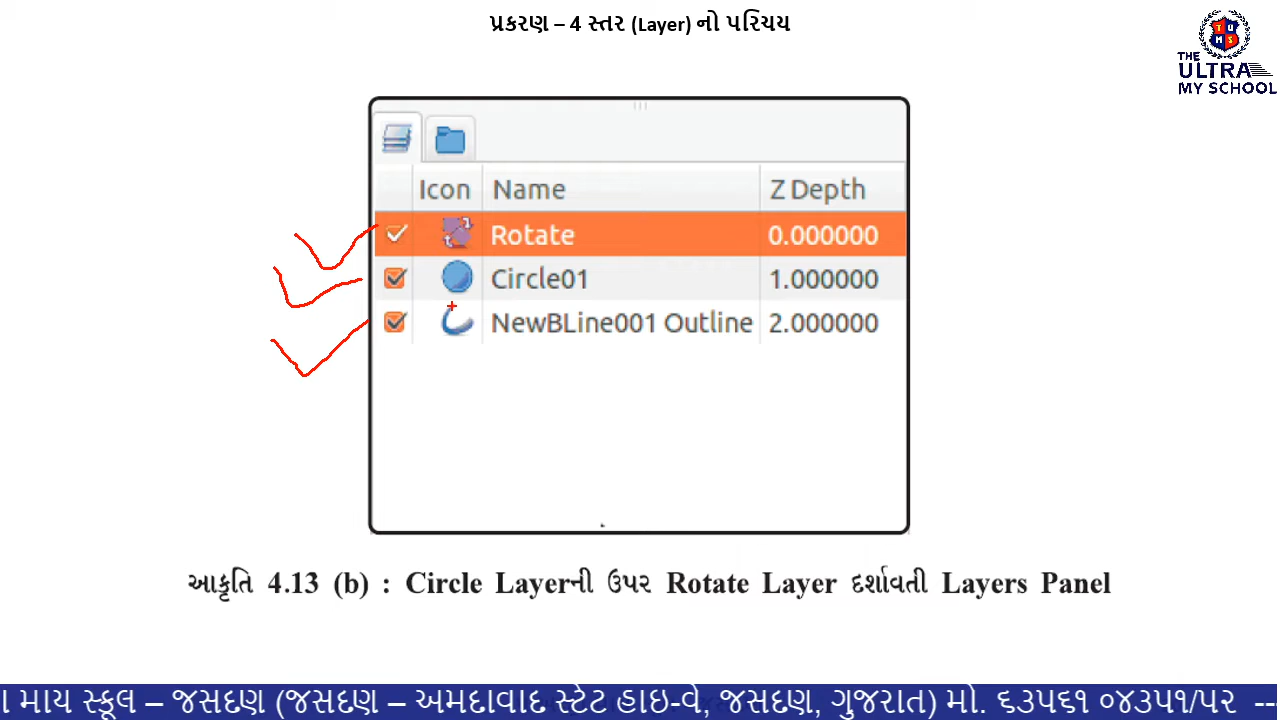 પ્રકરણ – 4 સ્તર (Layer) નો પરિચય
THE
ULTRA
MY SCHOOL
Icon Name Z Depth
Rotate 0.000000
Circle01 1.000000
NewBLine001 Outline 2.000000
આકૃતિ 4.13 (b) : Circle Layerની ઉપર Rotate Layer દર્શાવતી Layers Panel
માય સ્કૂલ – જસદણ (જસદણ – અમદાવાદ સ્ટેટ હાઇ-વે, જસદણ, ગુજરાત) મો. ૬૩૫૬૧ ૦૪૩૫૧/૫૨ --